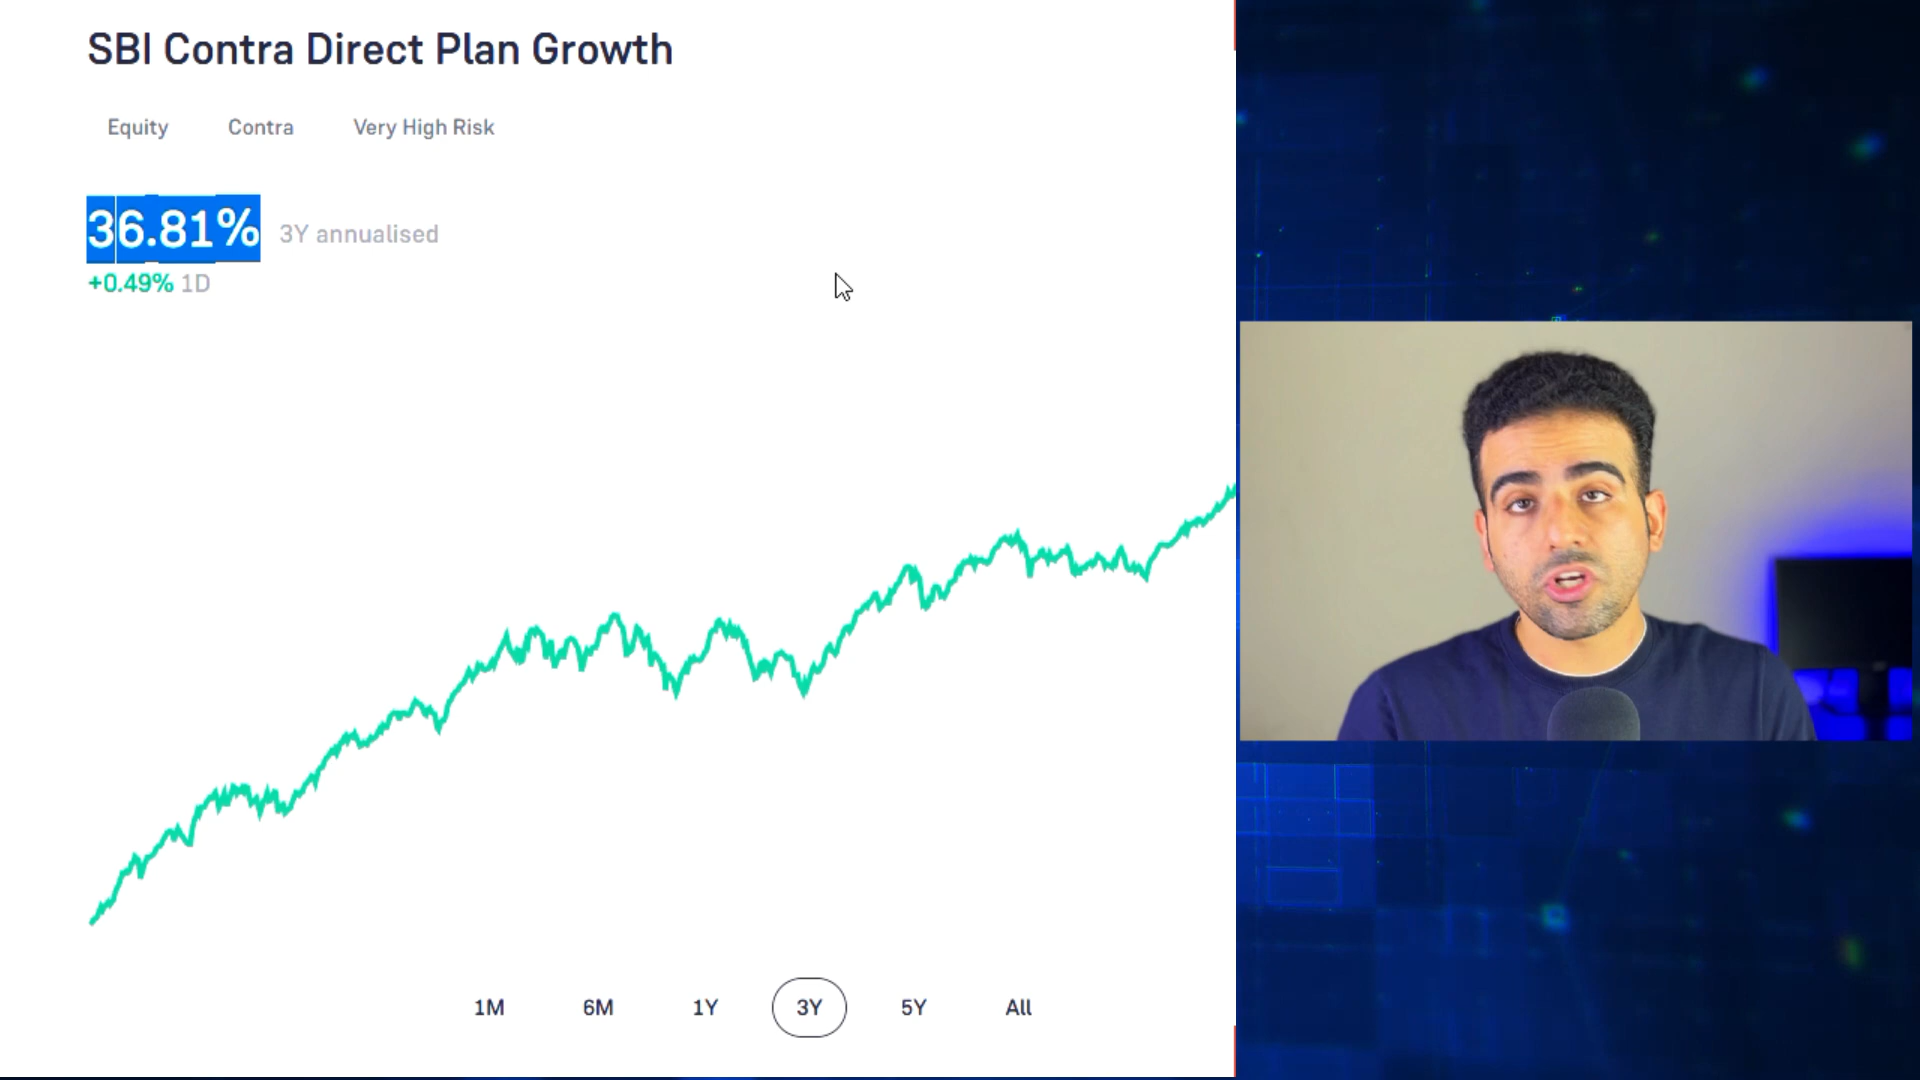 SBI Contra Direct Plan Growth
Equity Contra Very High Risk
36.81% 3Y annualised
+0.49% 1D
1M 6M 1Y 3Y 5Y All